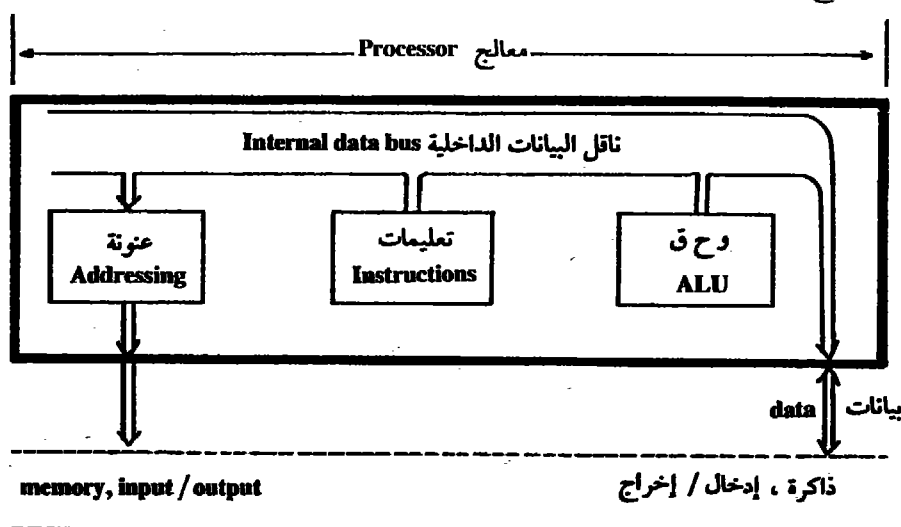 معالج Processor
ناقل البيانات الداخلية Internal data bus
عنونة
Addressing
تعليمات
Instructions
و ح ق
ALU
بيانات data
ذاكرة ، إدخال / إخراج memory, input / output